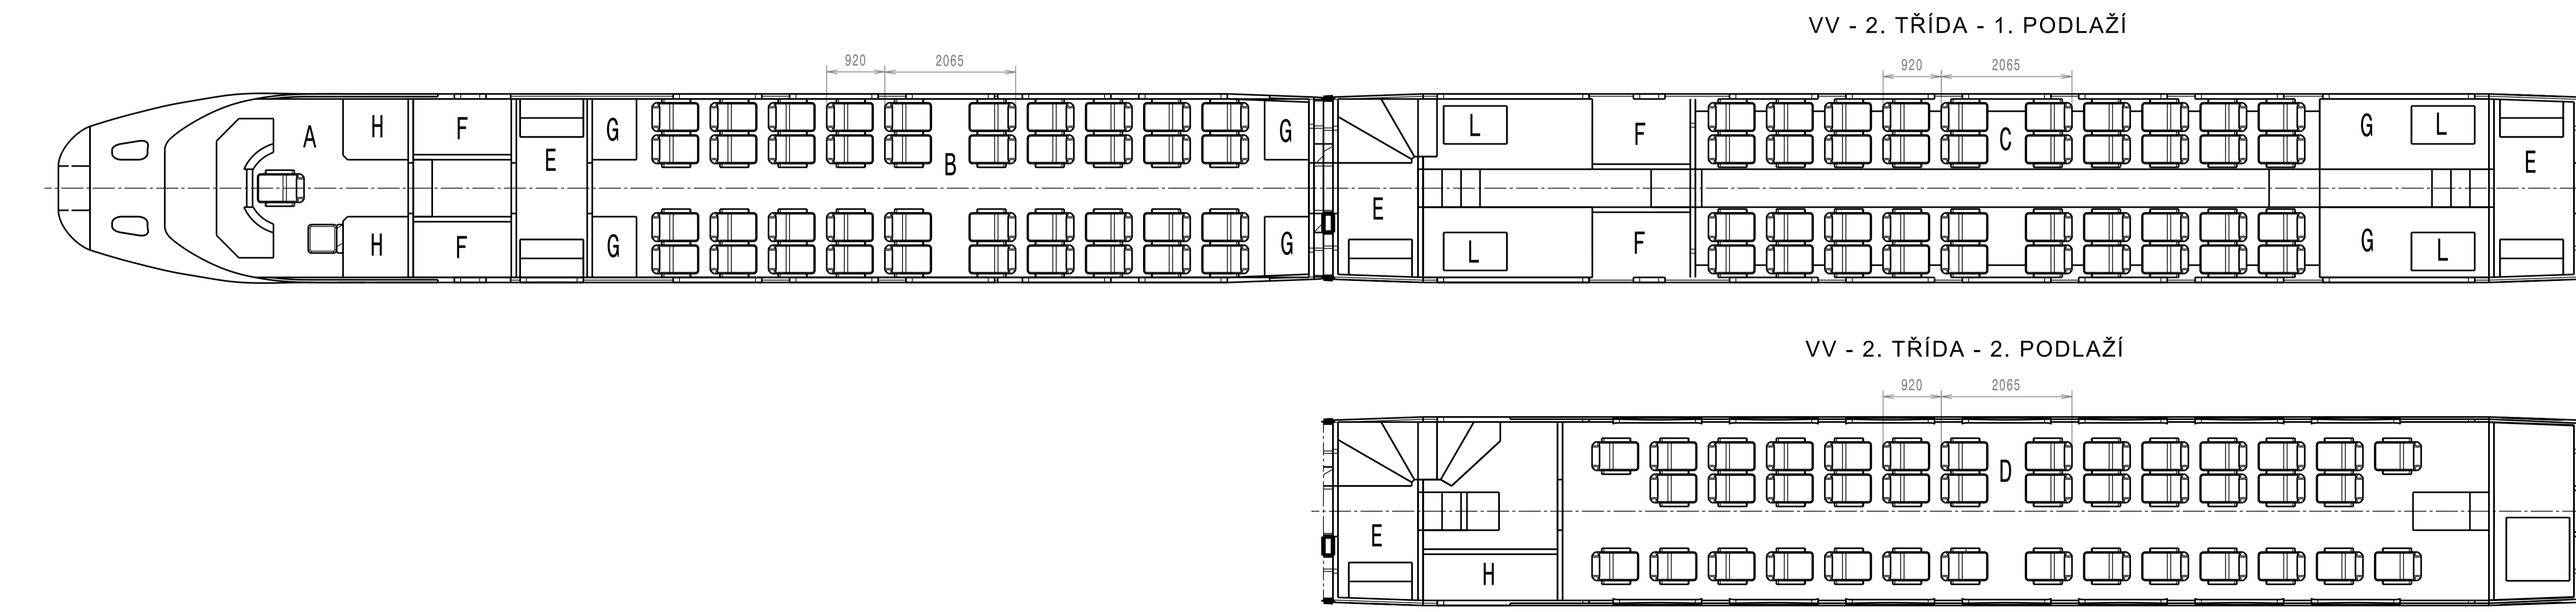 VV - 2. TŘÍDA - 1. PODLAŽÍ
920 2065 920 2065
A H F E G B G L F C G L E
H F G G E L F G L
VV - 2. TŘÍDA - 2. PODLAŽÍ
920 2065
D
E H